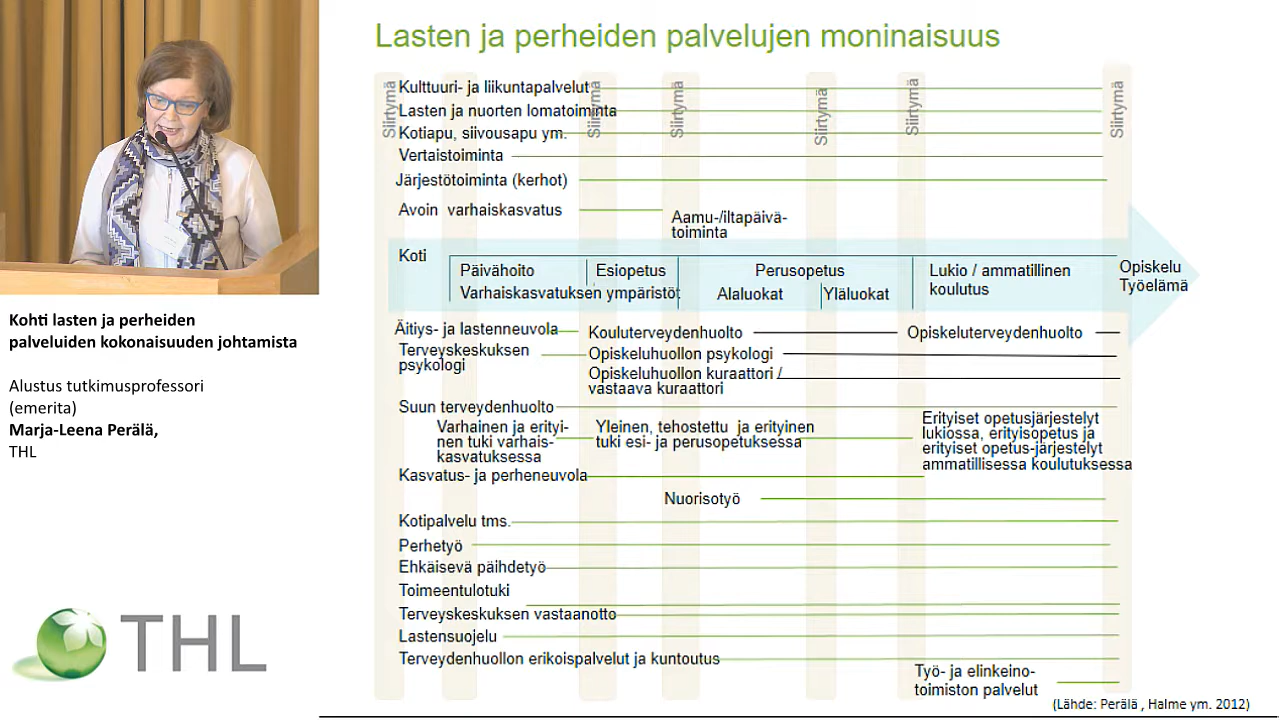 Lasten ja perheiden palvelujen moninaisuus
Siirtymä
Siirtymä
Siirtymä
Siirtymä
Siirtymä
Siirtymä
Kulttuuri- ja liikuntapalvelut
Lasten ja nuorten lomatoiminta
Kotiapu, siivousapu ym.
Vertaistoiminta
Järjestötoiminta (kerhot)
Avoin varhaiskasvatus
Aamu-/iltapäivä-
toiminta
Koti
Päivähoito
Varhaiskasvatuksen ympäristöt
Esiopetus
Perusopetus
Alaluokat
Yläluokat
Lukio / ammatillinen
koulutus
Opiskelu
Työelämä
Äitiys- ja lastenneuvola
Kouluterveydenhuolto
Opiskeluterveydenhuolto
Terveyskeskuksen
psykologi
Opiskeluhuollon psykologi
Opiskeluhuollon kuraattori /
vastaava kuraattori
Suun terveydenhuolto
Varhainen ja erityi-
nen tuki varhais-
kasvatuksessa
Yleinen, tehostettu ja erityinen
tuki esi- ja perusopetuksessa
Erityiset opetusjärjestelyt
lukiossa, erityisopetus ja
erityiset opetus-järjestelyt
ammatillisessa koulutuksessa
Kasvatus- ja perheneuvola
Nuorisotyö
Kotipalvelu tms.
Perhetyö
Ehkäisevä päihdetyö
Toimeentulotuki
Terveyskeskuksen vastaanotto
Lastensuojelu
Terveydenhuollon erikoispalvelut ja kuntoutus
Työ- ja elinkeino-
toimiston palvelut
(Lähde: Perälä , Halme ym. 2012)
Kohti lasten ja perheiden
palveluiden kokonaisuuden johtamista
Alustus tutkimusprofessori
(emerita)
Marja-Leena Perälä,
THL
THL